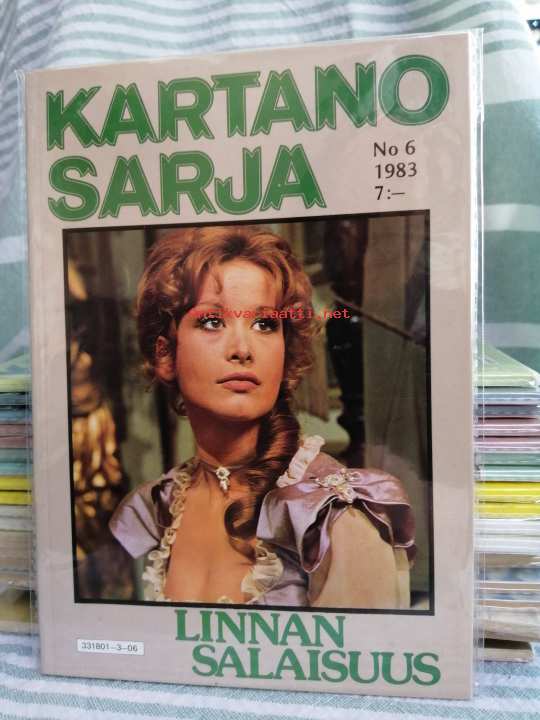 KARTANO
SARJA
No 6
1983
7:—
antikvariaatti.net
LINNAN
SALAISUUS
331801—3—06